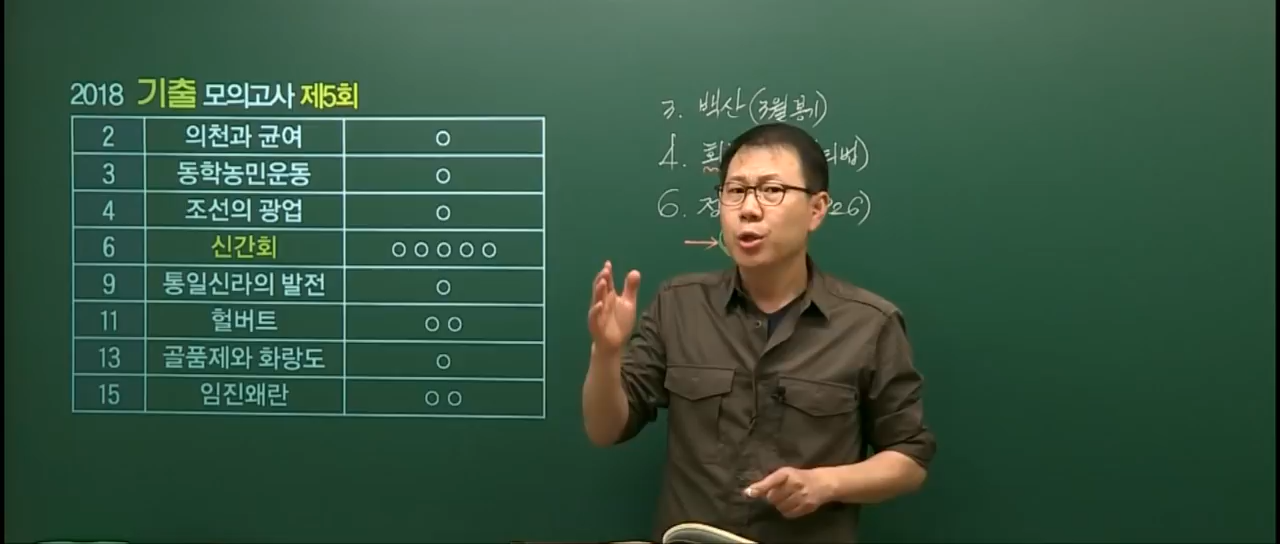 2018 기출 모의고사 제5회
2 의천과 균여 ○
3 동학농민운동 ○
4 조선의 광업 ○
6 신간회 ○○○○○
9 통일신라의 발전 ○
11 헐버트 ○○
13 골품제와 화랑도 ○
15 임진왜란 ○○
3. 백산(3월봉기)
4.
6. 26)
→